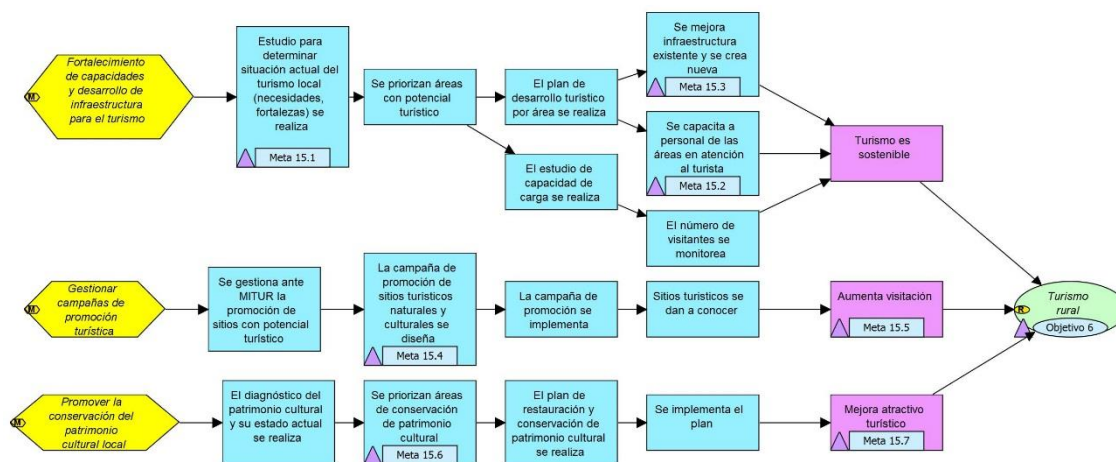 Fortalecimiento
de capacidades
y desarrollo de
infraestructura
para el turismo
M
Estudio para
determinar
situación actual del
turismo local
(necesidades,
fortalezas) se
realiza
Meta 15.1
Se priorizan áreas
con potencial
turístico
El plan de
desarrollo turístico
por área se realiza
El estudio de
capacidad de
carga se realiza
Se mejora
infraestructura
existente y se crea
nueva
Meta 15.3
Se capacita a
personal de las
áreas en atención
al turista
Meta 15.2
El número de
visitantes se
monitorea
Turismo es
sostenible
Gestionar
campañas de
promoción
turística
M
Se gestiona ante
MITUR la
promoción de
sitios con potencial
turístico
La campaña de
promoción de
sitios turisticos
naturales y
culturales se
diseña
Meta 15.4
La campaña de
promoción se
implementa
Sitios turisticos se
dan a conocer
Aumenta visitación
Meta 15.5
Turismo
rural
R
Objetivo 6
Promover la
conservación del
patrimonio
cultural local
M
El diagnóstico del
patrimonio cultural
y su estado actual
se realiza
Se priorizan áreas
de conservación
de patrimonio
cultural
Meta 15.6
El plan de
restauración y
conservación de
patrimonio cultural
se realiza
Se implementa el
plan
Mejora atractivo
turístico
Meta 15.7